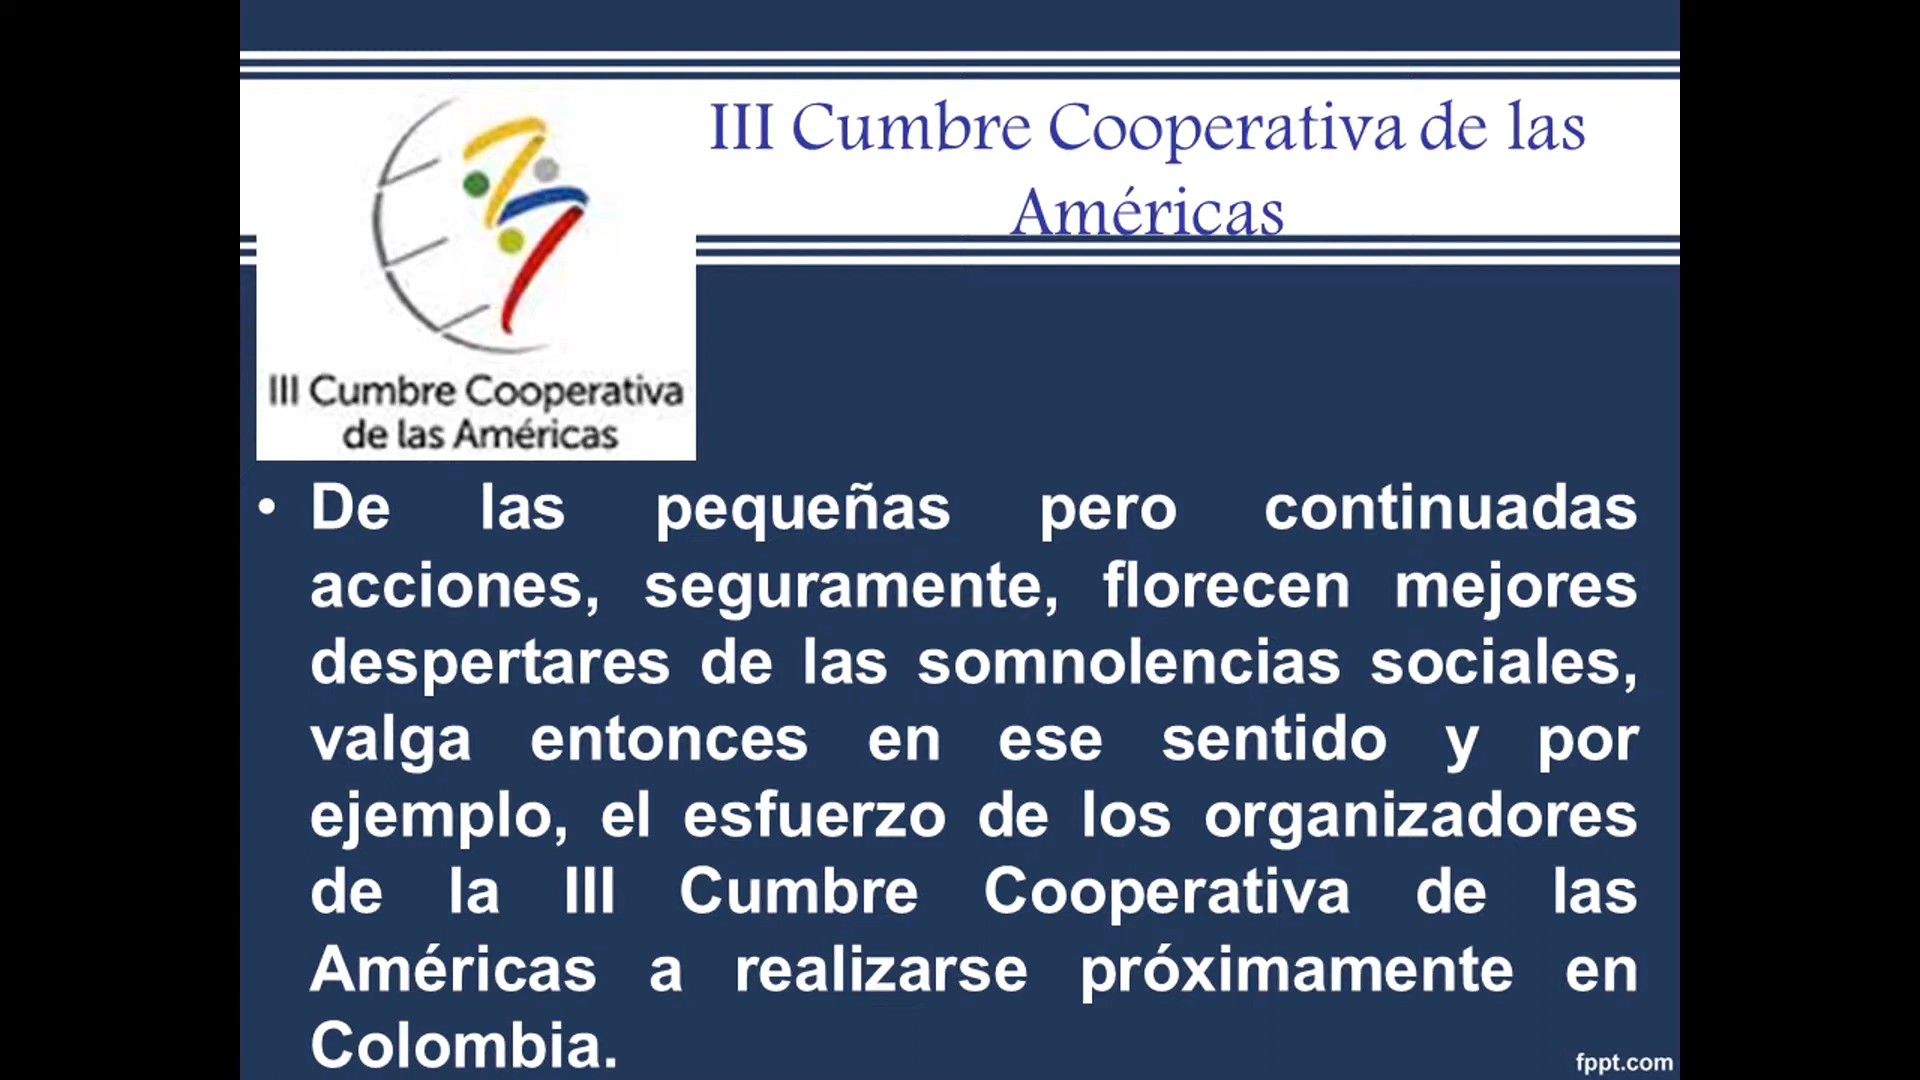 III Cumbre Cooperativa de las
Américas
III Cumbre Cooperativa
de las Américas
• De las pequeñas pero continuadas
acciones, seguramente, florecen mejores
despertares de las somnolencias sociales,
valga entonces en ese sentido y por
ejemplo, el esfuerzo de los organizadores
de la III Cumbre Cooperativa de las
Américas a realizarse próximamente en
Colombia.
fppt.com